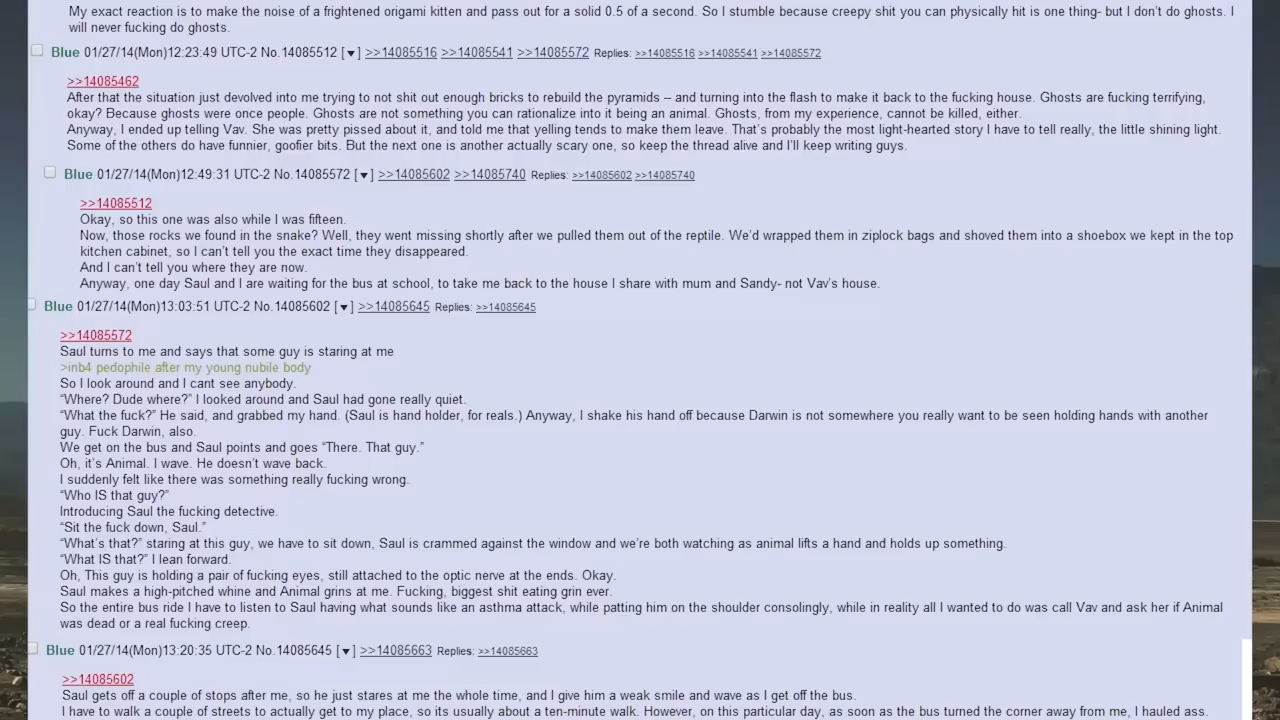 My exact reaction is to make the noise of a frightened origami kitten and pass out for a solid 0.5 of a second. So I stumble because creepy shit you can physically hit is one thing- but I don't do ghosts. I
will never fucking do ghosts.
Blue 01/27/14(Mon)12:23:49 UTC-2 No.14085512 [▼] >>14085516 >>14085541 >>14085572 Replies: >>14085516 >>14085541 >>14085572
>>14085462
After that the situation just devolved into me trying to not shit out enough bricks to rebuild the pyramids – and turning into the flash to make it back to the fucking house. Ghosts are fucking terrifying,
okay? Because ghosts were once people. Ghosts are not something you can rationalize into it being an animal. Ghosts, from my experience, cannot be killed, either.
Anyway, I ended up telling Vav. She was pretty pissed about it, and told me that yelling tends to make them leave. That's probably the most light-hearted story I have to tell really, the little shining light.
Some of the others do have funnier, goofier bits. But the next one is another actually scary one, so keep the thread alive and I'll keep writing guys.
Blue 01/27/14(Mon)12:49:31 UTC-2 No.14085572 [▼] >>14085602 >>14085740 Replies: >>14085602 >>14085740
>>14085512
Okay, so this one was also while I was fifteen.
Now, those rocks we found in the snake? Well, they went missing shortly after we pulled them out of the reptile. We'd wrapped them in ziplock bags and shoved them into a shoebox we kept in the top
kitchen cabinet, so I can't tell you the exact time they disappeared.
And I can't tell you where they are now.
Anyway, one day Saul and I are waiting for the bus at school, to take me back to the house I share with mum and Sandy- not Vav's house.
Blue 01/27/14(Mon)13:03:51 UTC-2 No.14085602 [▼] >>14085645 Replies: >>14085645
>>14085572
Saul turns to me and says that some guy is staring at me
>inb4 pedophile after my young nubile body
So I look around and I cant see anybody.
“Where? Dude where?” I looked around and Saul had gone really quiet.
“What the fuck?” He said, and grabbed my hand. (Saul is hand holder, for reals.) Anyway, I shake his hand off because Darwin is not somewhere you really want to be seen holding hands with another
guy. Fuck Darwin, also.
We get on the bus and Saul points and goes “There. That guy.”
Oh, it's Animal. I wave. He doesn't wave back.
I suddenly felt like there was something really fucking wrong.
“Who IS that guy?”
Introducing Saul the fucking detective.
“Sit the fuck down, Saul.”
“What's that?” staring at this guy, we have to sit down, Saul is crammed against the window and we're both watching as animal lifts a hand and holds up something.
“What IS that?” I lean forward.
Oh, This guy is holding a pair of fucking eyes, still attached to the optic nerve at the ends. Okay.
Saul makes a high-pitched whine and Animal grins at me. Fucking, biggest shit eating grin ever.
So the entire bus ride I have to listen to Saul having what sounds like an asthma attack, while patting him on the shoulder consolingly, while in reality all I wanted to do was call Vav and ask her if Animal
was dead or a real fucking creep.
Blue 01/27/14(Mon)13:20:35 UTC-2 No.14085645 [▼] >>14085663 Replies: >>14085663
>>14085602
Saul gets off a couple of stops after me, so he just stares at me the whole time, and I give him a weak smile and wave as I get off the bus.
I have to walk a couple of streets to actually get to my place, so its usually about a ten-minute walk. However, on this particular day, as soon as the bus turned the corner away from me, I hauled ass.